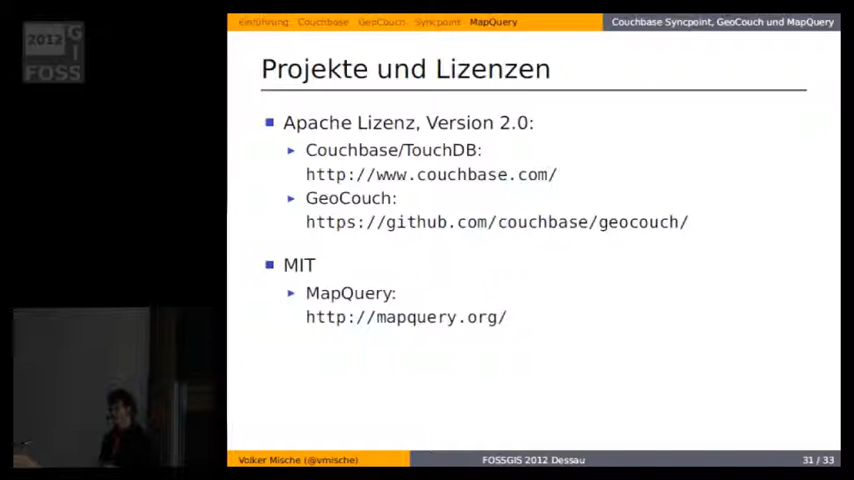 2012
GI
FOSS
Einführung Couchbase GeoCouch Syncpoint MapQuery
Couchbase Syncpoint, GeoCouch und MapQuery
Projekte und Lizenzen
Apache Lizenz, Version 2.0:
Couchbase/TouchDB:
http://www.couchbase.com/
GeoCouch:
https://github.com/couchbase/geocouch/
MIT
MapQuery:
http://mapquery.org/
Volker Mische (@vmische)
FOSSGIS 2012 Dessau
31 / 33